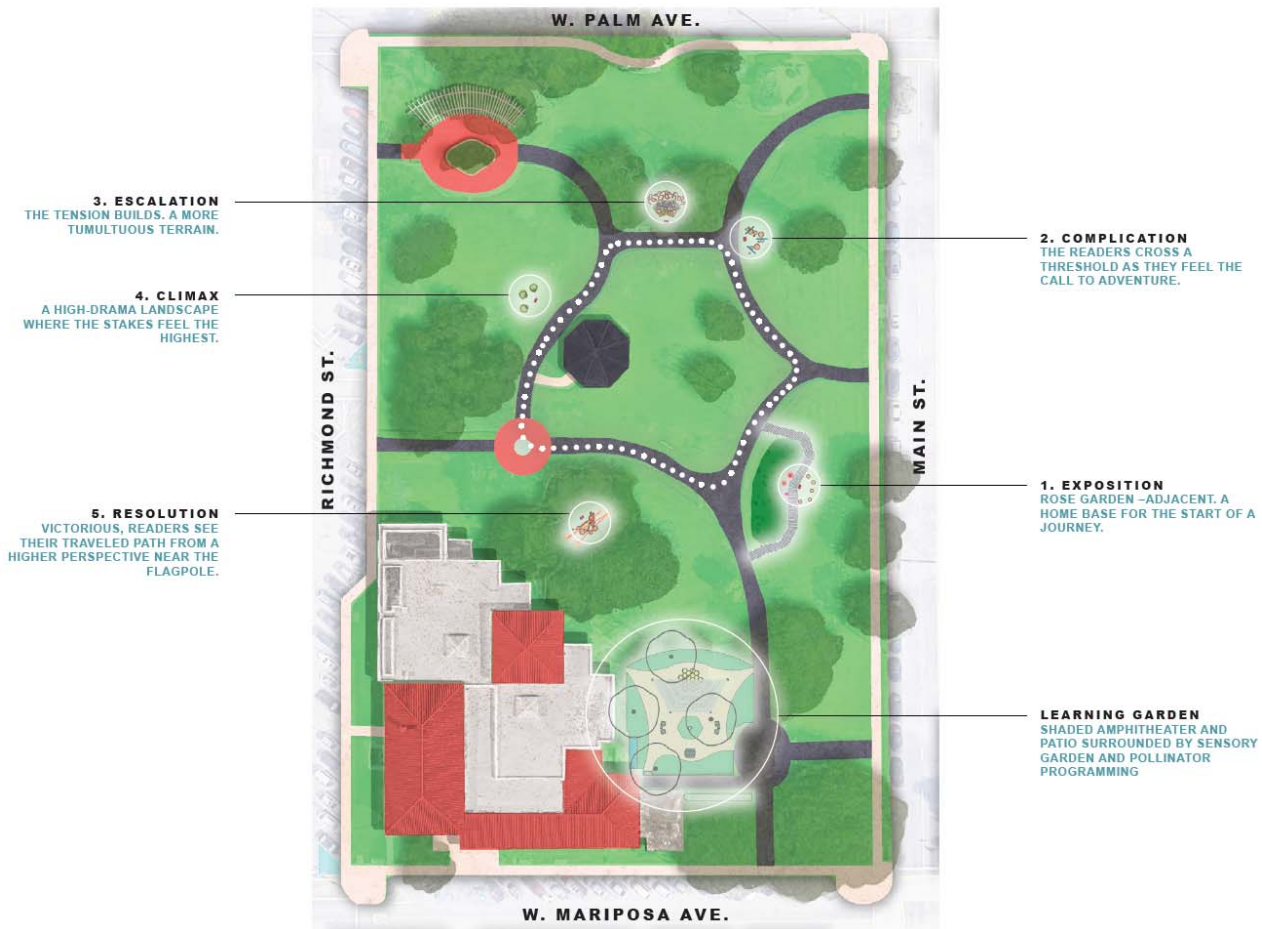 W. PALM AVE.
3. ESCALATION
THE TENSION BUILDS. A MORE
TUMULTUOUS TERRAIN.
4. CLIMAX
A HIGH-DRAMA LANDSCAPE
WHERE THE STAKES FEEL THE
HIGHEST.
RICHMOND ST.
5. RESOLUTION
VICTORIOUS, READERS SEE
THEIR TRAVELED PATH FROM A
HIGHER PERSPECTIVE NEAR THE
FLAGPOLE.
2. COMPLICATION
THE READERS CROSS A
THRESHOLD AS THEY FEEL THE
CALL TO ADVENTURE.
MAIN ST.
1. EXPOSITION
ROSE GARDEN –ADJACENT. A
HOME BASE FOR THE START OF A
JOURNEY.
LEARNING GARDEN
SHADED AMPHITHEATER AND
PATIO SURROUNDED BY SENSORY
GARDEN AND POLLINATOR
PROGRAMMING
W. MARIPOSA AVE.